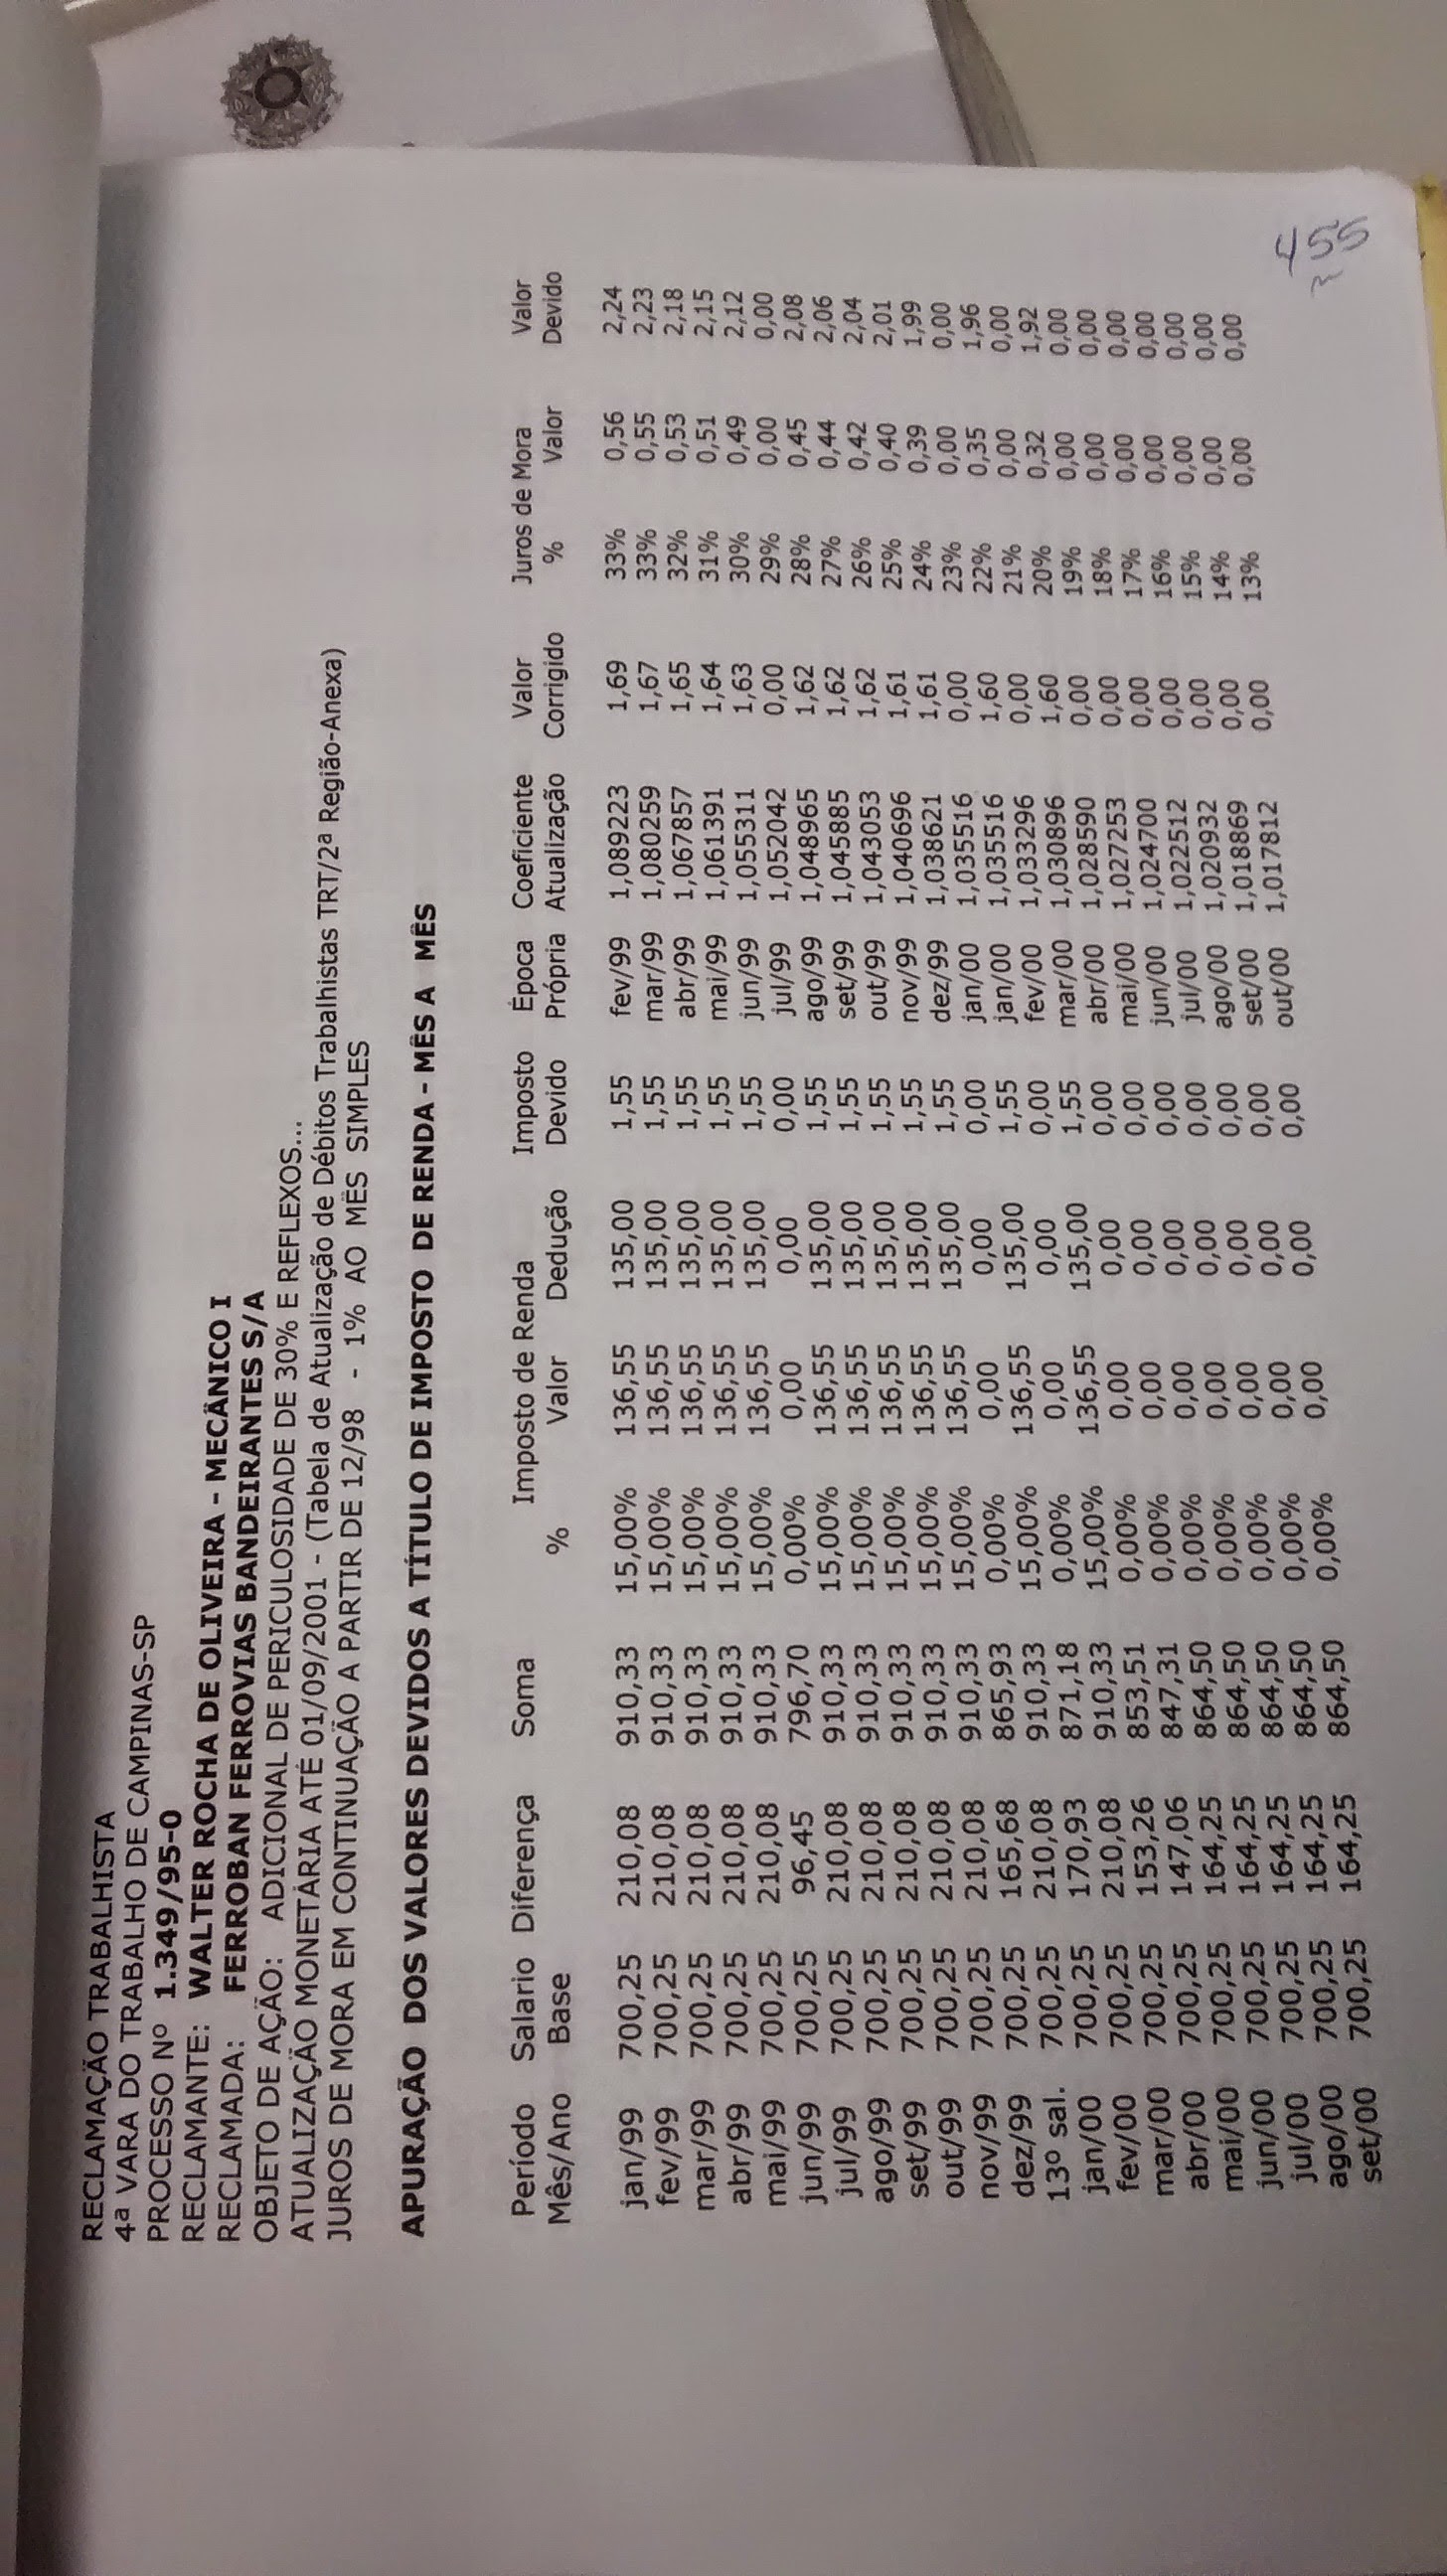 RECLAMAÇÃO TRABALHISTA
4ª VARA DO TRABALHO DE CAMPINAS-SP
PROCESSO Nº 1.349/95-0
RECLAMANTE: WALTER ROCHA DE OLIVEIRA - MECÂNICO I
RECLAMADA: FERROBAN FERROVIAS BANDEIRANTES S/A
OBJETO DE AÇÃO: ADICIONAL DE PERICULOSIDADE DE 30% E REFLEXOS...
ATUALIZAÇÃO MONETÁRIA ATÉ 01/09/2001 - (Tabela de Atualização de Débitos Trabalhistas TRT/2ª Região-Anexa)
JUROS DE MORA EM CONTINUAÇÃO A PARTIR DE 12/98 - 1% AO MÊS SIMPLES
APURAÇÃO DOS VALORES DEVIDOS A TÍTULO DE IMPOSTO DE RENDA - MÊS A MÊS
Período Salario Diferença Soma Imposto de Renda Imposto Época Coeficiente Valor Juros de Mora Valor
Mês/Ano Base % Valor Dedução Devido Própria Atualização Corrigido % Valor Devido
jan/99 700,25 210,08 910,33 15,00% 136,55 135,00 1,55 fev/99 1,089223 1,69 33% 0,56 2,24
fev/99 700,25 210,08 910,33 15,00% 136,55 135,00 1,55 mar/99 1,080259 1,67 33% 0,55 2,23
mar/99 700,25 210,08 910,33 15,00% 136,55 135,00 1,55 abr/99 1,067857 1,65 32% 0,53 2,18
abr/99 700,25 210,08 910,33 15,00% 136,55 135,00 1,55 mai/99 1,061391 1,64 31% 0,51 2,15
mai/99 700,25 210,08 910,33 15,00% 136,55 135,00 1,55 jun/99 1,055311 1,63 30% 0,49 2,12
jun/99 700,25 96,45 796,70 0,00% 0,00 0,00 0,00 jul/99 1,052042 0,00 29% 0,00 0,00
jul/99 700,25 210,08 910,33 15,00% 136,55 135,00 1,55 ago/99 1,048965 1,62 28% 0,45 2,08
ago/99 700,25 210,08 910,33 15,00% 136,55 135,00 1,55 set/99 1,045885 1,62 27% 0,44 2,06
set/99 700,25 210,08 910,33 15,00% 136,55 135,00 1,55 out/99 1,043053 1,62 26% 0,42 2,04
out/99 700,25 210,08 910,33 15,00% 136,55 135,00 1,55 nov/99 1,040696 1,61 25% 0,40 2,01
nov/99 700,25 210,08 910,33 15,00% 136,55 135,00 1,55 dez/99 1,038621 1,61 24% 0,39 1,99
dez/99 700,25 165,68 865,93 0,00% 0,00 0,00 0,00 jan/00 1,035516 0,00 23% 0,00 0,00
13º sal. 700,25 210,08 910,33 15,00% 136,55 135,00 1,55 jan/00 1,035516 1,60 22% 0,35 1,96
jan/00 700,25 170,93 871,18 0,00% 0,00 0,00 0,00 fev/00 1,033296 0,00 21% 0,00 0,00
fev/00 700,25 210,08 910,33 15,00% 136,55 135,00 1,55 mar/00 1,030896 1,60 20% 0,32 1,92
mar/00 700,25 153,26 853,51 0,00% 0,00 0,00 0,00 abr/00 1,028590 0,00 19% 0,00 0,00
abr/00 700,25 147,06 847,31 0,00% 0,00 0,00 0,00 mai/00 1,027253 0,00 18% 0,00 0,00
mai/00 700,25 164,25 864,50 0,00% 0,00 0,00 0,00 jun/00 1,024700 0,00 17% 0,00 0,00
jun/00 700,25 164,25 864,50 0,00% 0,00 0,00 0,00 jul/00 1,022512 0,00 16% 0,00 0,00
jul/00 700,25 164,25 864,50 0,00% 0,00 0,00 0,00 ago/00 1,020932 0,00 15% 0,00 0,00
ago/00 700,25 164,25 864,50 0,00% 0,00 0,00 0,00 set/00 1,018869 0,00 14% 0,00 0,00
set/00 700,25 164,25 864,50 0,00% 0,00 0,00 0,00 out/00 1,017812 0,00 13% 0,00 0,00
455